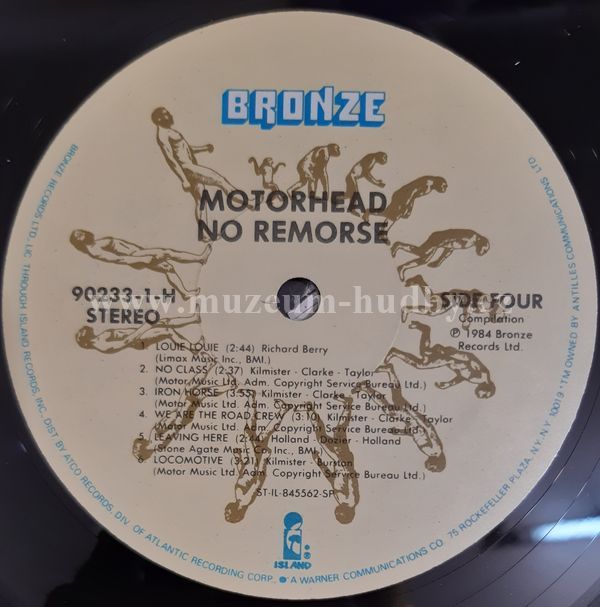 BRONZE
MOTORHEAD
NO REMORSE
90233-1-H
STEREO
SIDE FOUR
Compilation
℗ 1984 Bronze
Records Ltd.
www.muzeum-hudby.cz
1. LOUIE LOUIE (2:44) Richard Berry
(Limax Music Inc., BMI.)
2. NO CLASS (2:37) Kilmister - Clarke - Taylor
(Motor Music Ltd. Adm. Copyright Service Bureau Ltd.)
3. IRON HORSE (3:55) Kilmister - Clarke - Taylor
(Motor Music Ltd. Adm. Copyright Service Bureau Ltd.)
4. WE ARE THE ROAD CREW (3:10) Kilmister - Clarke - Taylor
(Motor Music Ltd. Adm. Copyright Service Bureau Ltd.)
5. LEAVING HERE (2:44) Holland - Dozier - Holland
(Stone Agate Music Co Inc., BMI.)
6. LOCOMOTIVE Kilmister - Burston
(Motor Music Ltd. Adm. Copyright Service Bureau Ltd.)
ST-IL-845562-SP
ISLAND ®
BRONZE RECORDS LTD. LIC. THROUGH ISLAND RECORDS, INC., DIST. BY ATCO RECORDS, DIV. OF ATLANTIC RECORDING CORP., ● A WARNER COMMUNICATIONS CO. 75 ROCKEFELLER PLAZA, N.Y. N.Y. 10019 • TM OWNED BY ANTILLES COMMUNICATIONS LTD